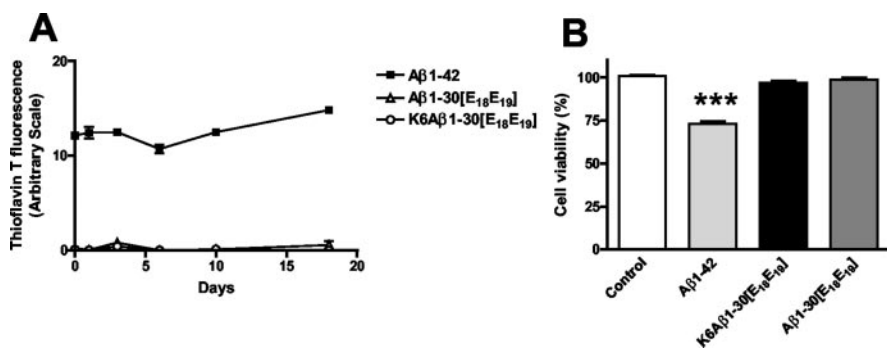 A
Thioflavin T fluorescence
(Arbitrary Scale)
20
10
0
0
5
10
15
20
Days
Aβ1-42
Aβ1-30[E₁₈E₁₉]
K6Aβ1-30[E₁₈E₁₉]
B
Cell viability (%)
100
75
50
25
0
***
Control
Aβ1-42
K6Aβ1-30[E₁₈E₁₉]
Aβ1-30[E₁₈E₁₉]